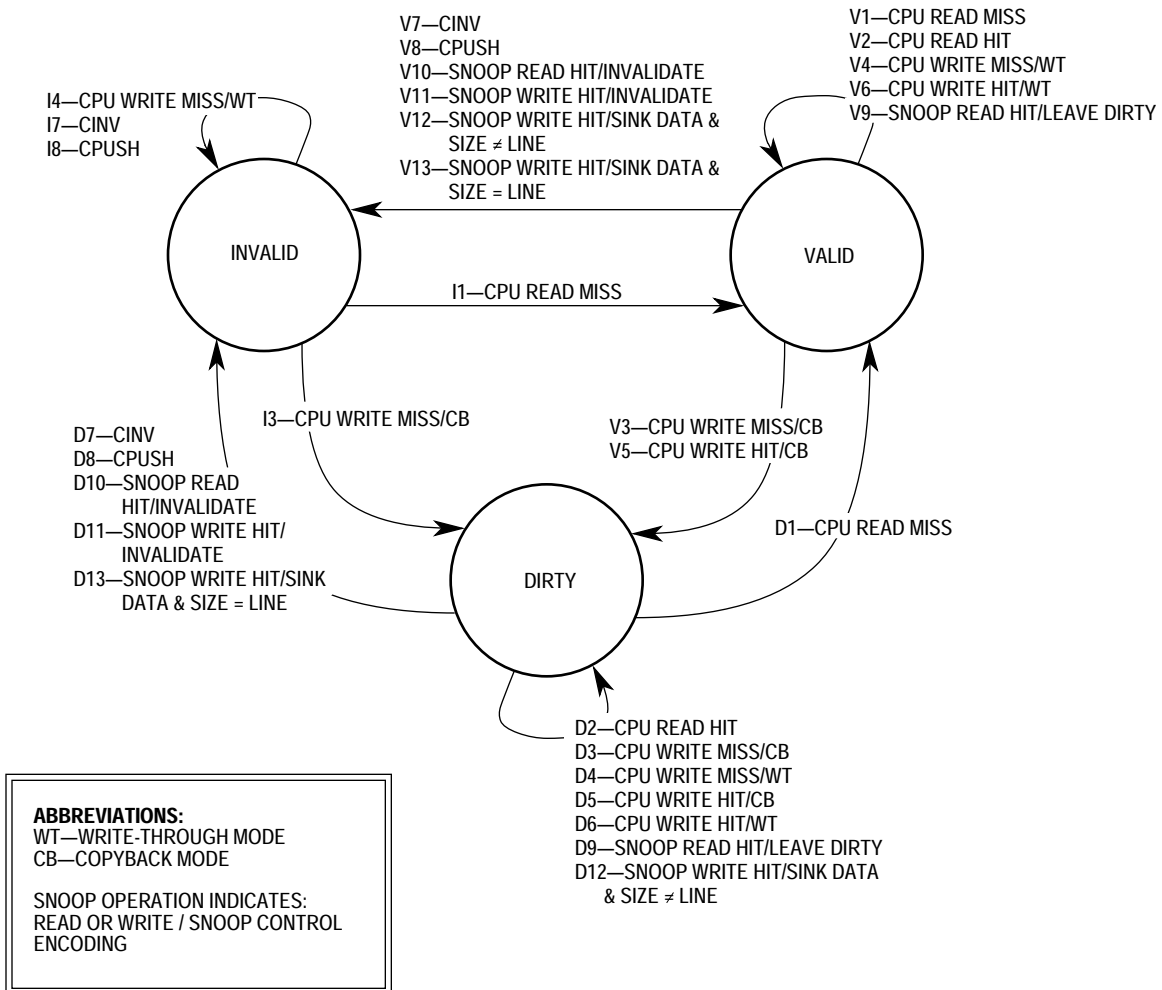 V7—CINV
V8—CPUSH
V10—SNOOP READ HIT/INVALIDATE
V11—SNOOP WRITE HIT/INVALIDATE
V12—SNOOP WRITE HIT/SINK DATA &
SIZE ≠ LINE
V13—SNOOP WRITE HIT/SINK DATA &
SIZE = LINE
V1—CPU READ MISS
V2—CPU READ HIT
V4—CPU WRITE MISS/WT
V6—CPU WRITE HIT/WT
V9—SNOOP READ HIT/LEAVE DIRTY
I4—CPU WRITE MISS/WT
I7—CINV
I8—CPUSH
INVALID
VALID
I1—CPU READ MISS
I3—CPU WRITE MISS/CB
V3—CPU WRITE MISS/CB
V5—CPU WRITE HIT/CB
D7—CINV
D8—CPUSH
D10—SNOOP READ
HIT/INVALIDATE
D11—SNOOP WRITE HIT/
INVALIDATE
D13—SNOOP WRITE HIT/SINK
DATA & SIZE = LINE
D1—CPU READ MISS
DIRTY
D2—CPU READ HIT
D3—CPU WRITE MISS/CB
D4—CPU WRITE MISS/WT
D5—CPU WRITE HIT/CB
D6—CPU WRITE HIT/WT
D9—SNOOP READ HIT/LEAVE DIRTY
D12—SNOOP WRITE HIT/SINK DATA
& SIZE ≠ LINE
ABBREVIATIONS:
WT—WRITE-THROUGH MODE
CB—COPYBACK MODE
SNOOP OPERATION INDICATES:
READ OR WRITE / SNOOP CONTROL
ENCODING